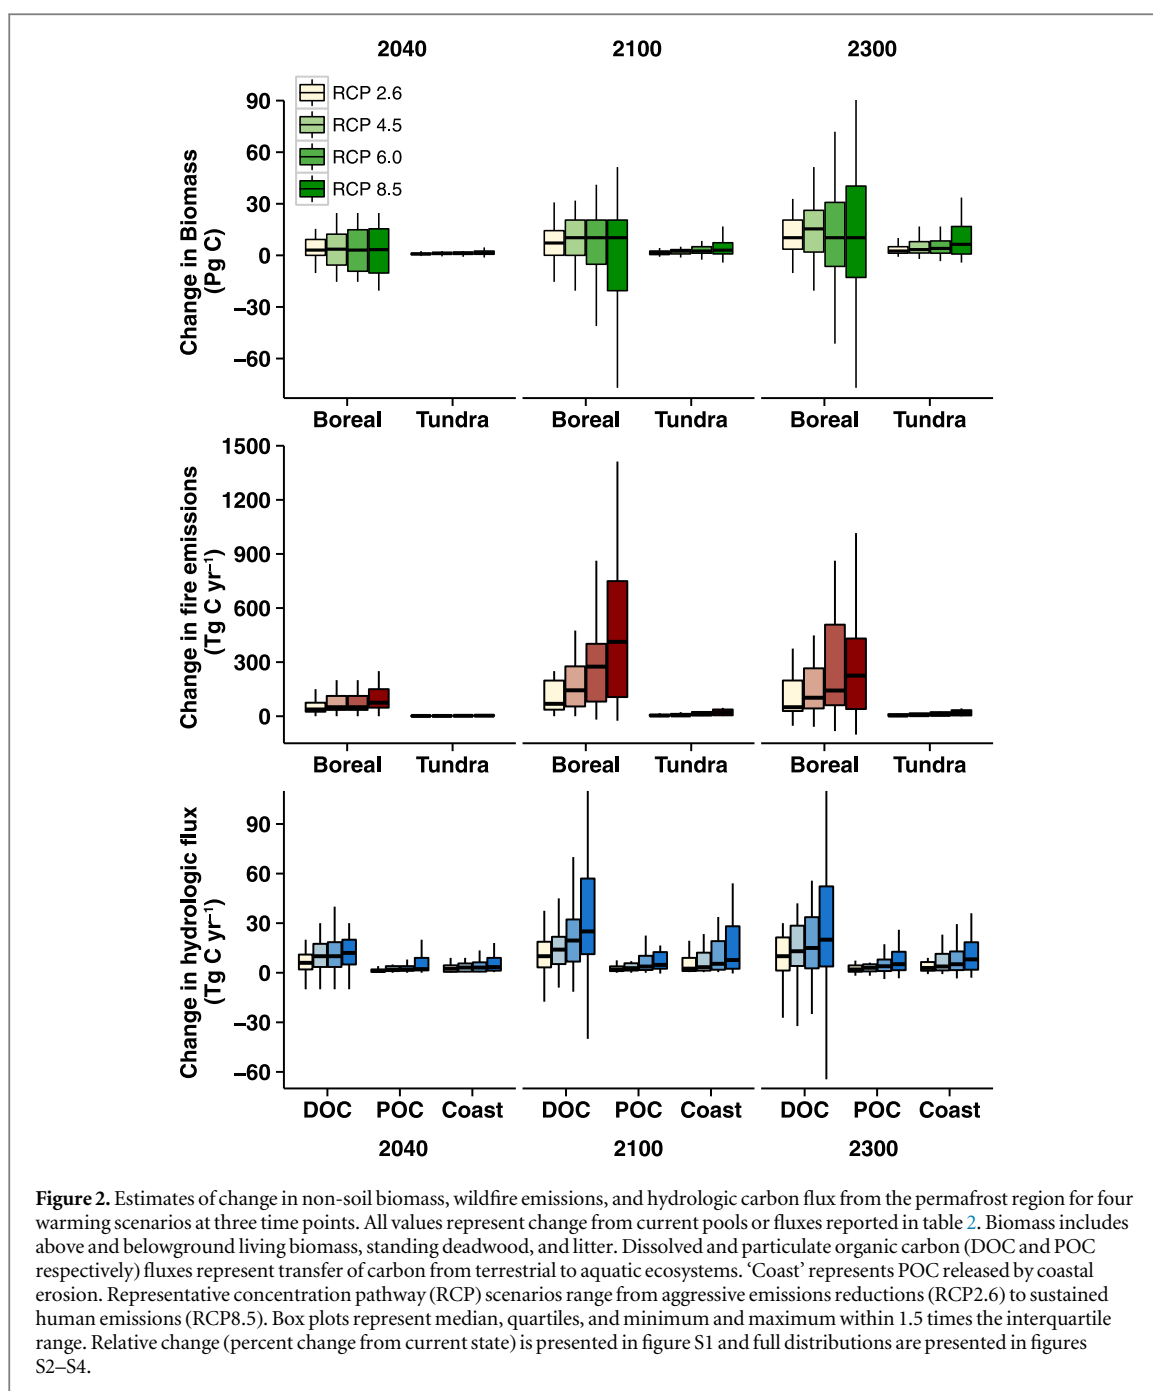 2040 2100 2300
RCP 2.6
RCP 4.5
RCP 6.0
RCP 8.5
Change in Biomass
(Pg C)
90
60
30
0
−30
−60
Boreal Tundra Boreal Tundra Boreal Tundra
Change in fire emissions
(Tg C yr⁻¹)
1500
1200
900
600
300
0
Boreal Tundra Boreal Tundra Boreal Tundra
Change in hydrologic flux
(Tg C yr⁻¹)
90
60
30
0
−30
−60
DOC POC Coast DOC POC Coast DOC POC Coast
2040 2100 2300
Figure 2. Estimates of change in non-soil biomass, wildfire emissions, and hydrologic carbon flux from the permafrost region for four
warming scenarios at three time points. All values represent change from current pools or fluxes reported in table 2. Biomass includes
above and belowground living biomass, standing deadwood, and litter. Dissolved and particulate organic carbon (DOC and POC
respectively) fluxes represent transfer of carbon from terrestrial to aquatic ecosystems. ‘Coast’ represents POC released by coastal
erosion. Representative concentration pathway (RCP) scenarios range from aggressive emissions reductions (RCP2.6) to sustained
human emissions (RCP8.5). Box plots represent median, quartiles, and minimum and maximum within 1.5 times the interquartile
range. Relative change (percent change from current state) is presented in figure S1 and full distributions are presented in figures
S2–S4.